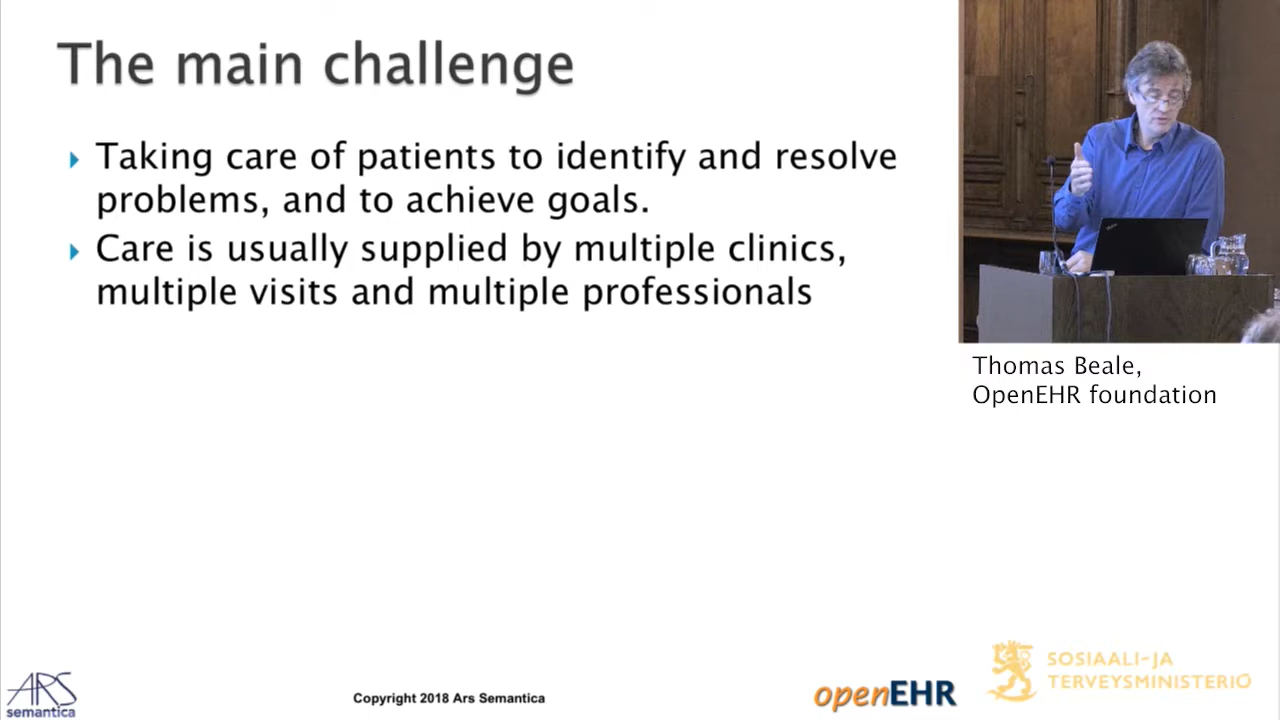 The main challenge
Taking care of patients to identify and resolve
problems, and to achieve goals.
Care is usually supplied by multiple clinics,
multiple visits and multiple professionals
Thomas Beale,
OpenEHR foundation
ARS
semantica
Copyright 2018 Ars Semantica
openEHR
SOSIAALI-JA
TERVEYSMINISTERIÖ